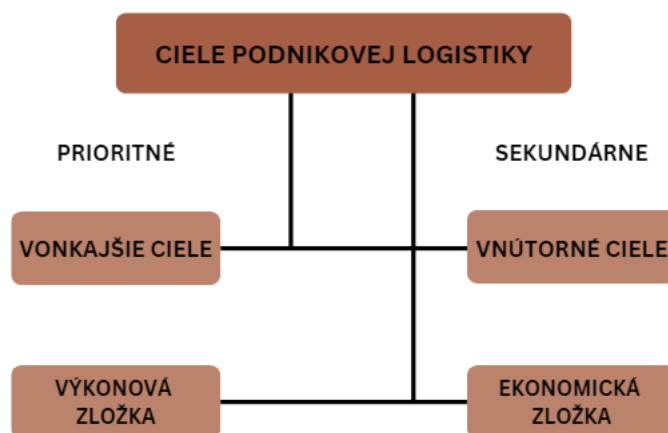 CIELE PODNIKOVEJ LOGISTIKY
PRIORITNÉ
SEKUNDÁRNE
VONKAJŠIE CIELE
VNÚTORNÉ CIELE
VÝKONOVÁ
ZLOŽKA
EKONOMICKÁ
ZLOŽKA